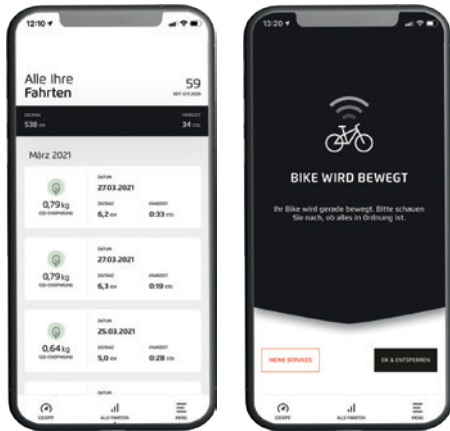 12:10
Alle Ihre
Fahrten
59
SEIT 12.11.2020
DISTANZ
FAHRZEIT
538 KM
34 STD.
März 2021
DATUM
27.03.2021
0,79 kg
CO2-EINSPARUNG
DISTANZ
FAHRZEIT
6,2 KM
0:33 STD.
DATUM
27.03.2021
0,79 kg
CO2-EINSPARUNG
DISTANZ
FAHRZEIT
6,3 KM
0:19 STD.
DATUM
25.03.2021
0,64 kg
CO2-EINSPARUNG
DISTANZ
FAHRZEIT
5,0 KM
0:28 STD.
DATUM
COCKPIT
ALLE FAHRTEN
MENÜ
13:20
BIKE WIRD BEWEGT
Ihr Bike wird gerade bewegt. Bitte schauen
Sie nach, ob alles in Ordnung ist.
MEINE SERVICES
OK & ENTSPERREN
COCKPIT
ALLE FAHRTEN
MENÜ